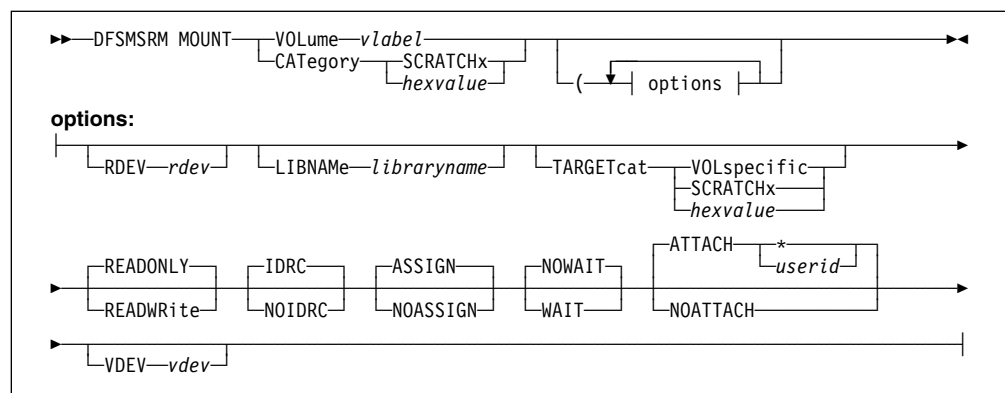 DFSMSRM MOUNT VOLume vlabel
CATegory SCRATCHx
hexvalue
( options
options:
RDEV rdev LIBNAMe libraryname TARGETcat VOLspecific
SCRATCHx
hexvalue
READONLY IDRC ASSIGN NOWAIT ATTACH *
userid
READWRite NOIDRC NOASSIGN WAIT NOATTACH
VDEV vdev